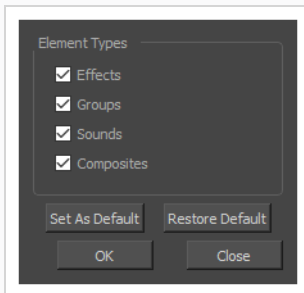 Element Types
Effects
Groups
Sounds
Composites
Set As Default Restore Default
OK Close